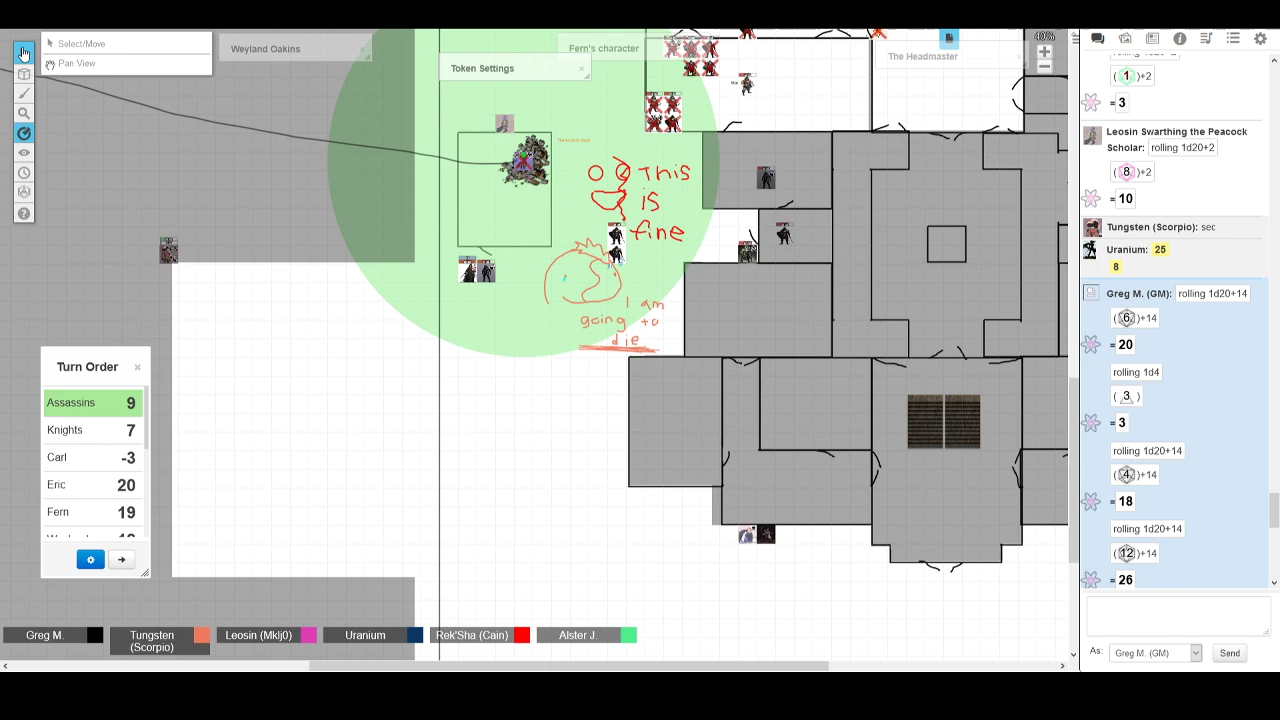 Select/Move
Pan View
Weyland Oakins
×
Fern's character
Token Settings
×
The Headmaster
40%
This
is
fine
I am
going to
die
Turn Order
×
Assassins 9
Knights 7
Carl -3
Eric 20
Fern 19
Greg M.
Tungsten
(Scorpio)
Leosin (Mklj0)
Uranium
Rek'Sha (Cain)
Alster J.
(1)+2
=3
Leosin Swarthing the Peacock
Scholar: rolling 1d20+2
(8)+2
=10
Tungsten (Scorpio): sec
Uranium: 25
8
Greg M. (GM): rolling 1d20+14
(6)+14
=20
rolling 1d4
(3)
=3
rolling 1d20+14
(4)+14
=18
rolling 1d20+14
(12)+14
=26
As: Greg M. (GM) Send